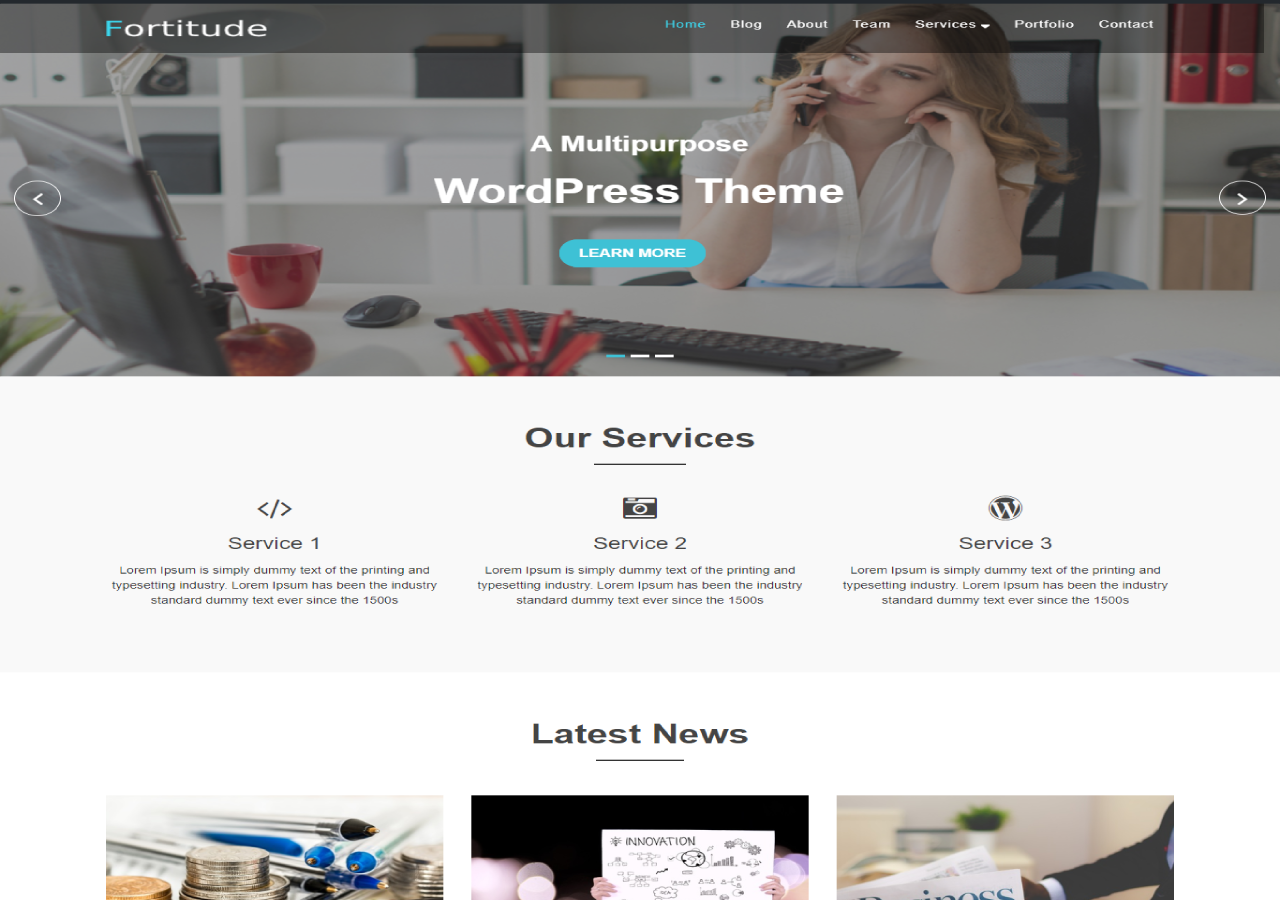 Fortitude
Home Blog About Team Services Portfolio Contact
A Multipurpose
WordPress Theme
LEARN MORE
Our Services
Service 1
Lorem Ipsum is simply dummy text of the printing and
typesetting industry. Lorem Ipsum has been the industry
standard dummy text ever since the 1500s
Service 2
Lorem Ipsum is simply dummy text of the printing and
typesetting industry. Lorem Ipsum has been the industry
standard dummy text ever since the 1500s
Service 3
Lorem Ipsum is simply dummy text of the printing and
typesetting industry. Lorem Ipsum has been the industry
standard dummy text ever since the 1500s
Latest News
INNOVATION
Business